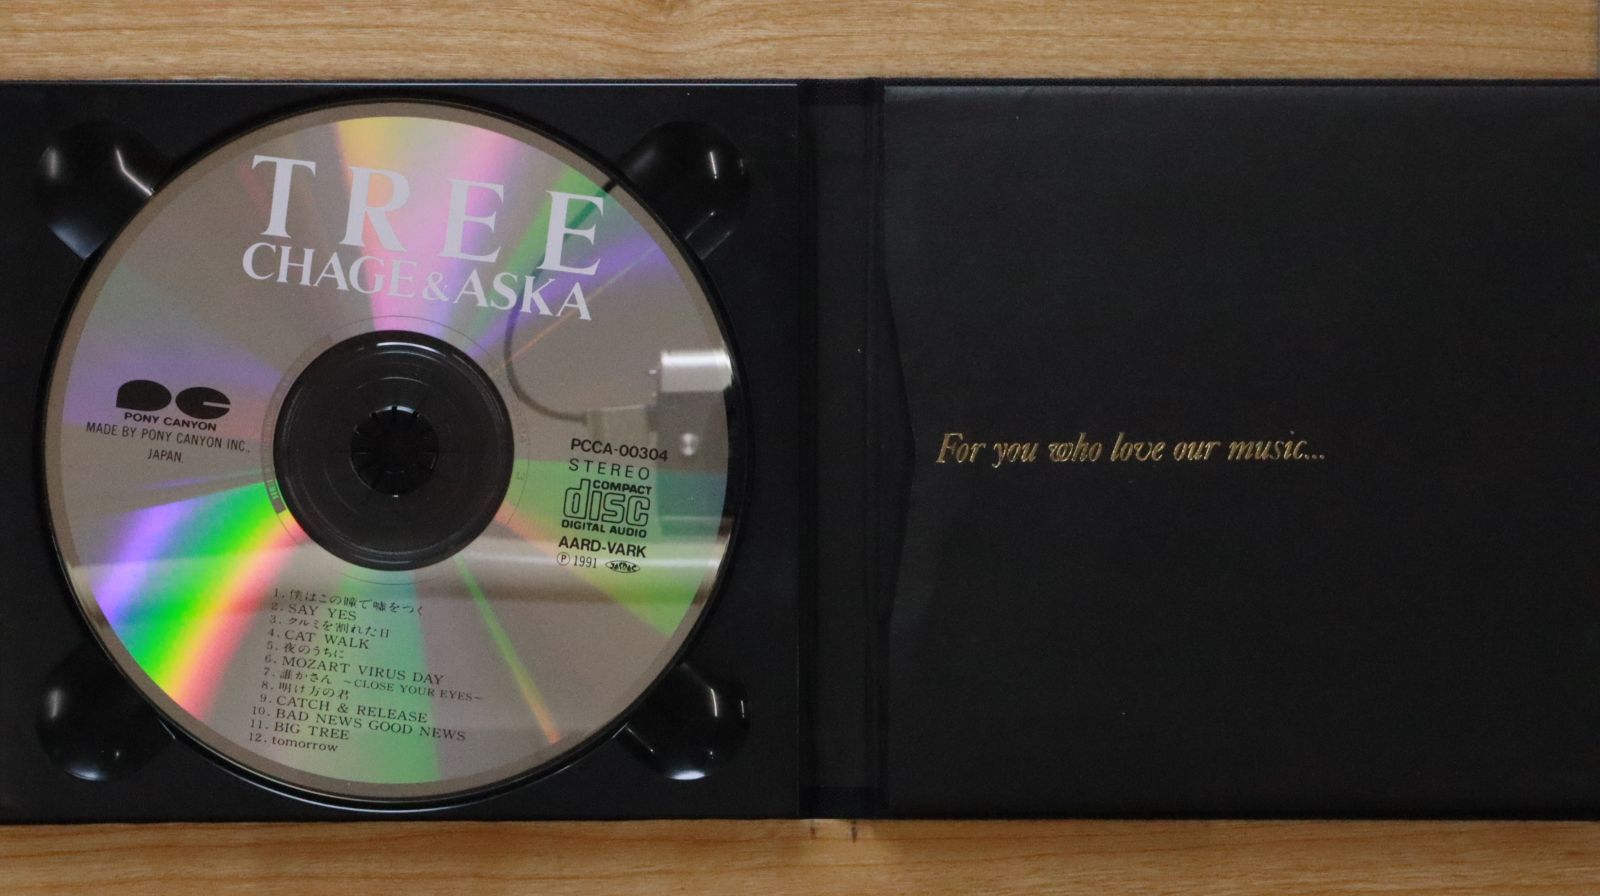 TREE
CHAGE&ASKA
PONY CANYON
MADE BY PONY CANYON INC.,
JAPAN.
PCCA-00304
STEREO
COMPACT
disc
DIGITAL AUDIO
AARD-VARK
Ⓟ 1991 JASRAC
1. 僕はこの瞳で嘘をつく
2. SAY YES
3. クルミを割れた日
4. CAT WALK
5. 夜のうちに
6. MOZART VIRUS DAY
7. 誰かさん ~CLOSE YOUR EYES~
8. 明け方の君
9. CATCH & RELEASE
10. BAD NEWS GOOD NEWS
11. BIG TREE
12. tomorrow
For you who love our music...